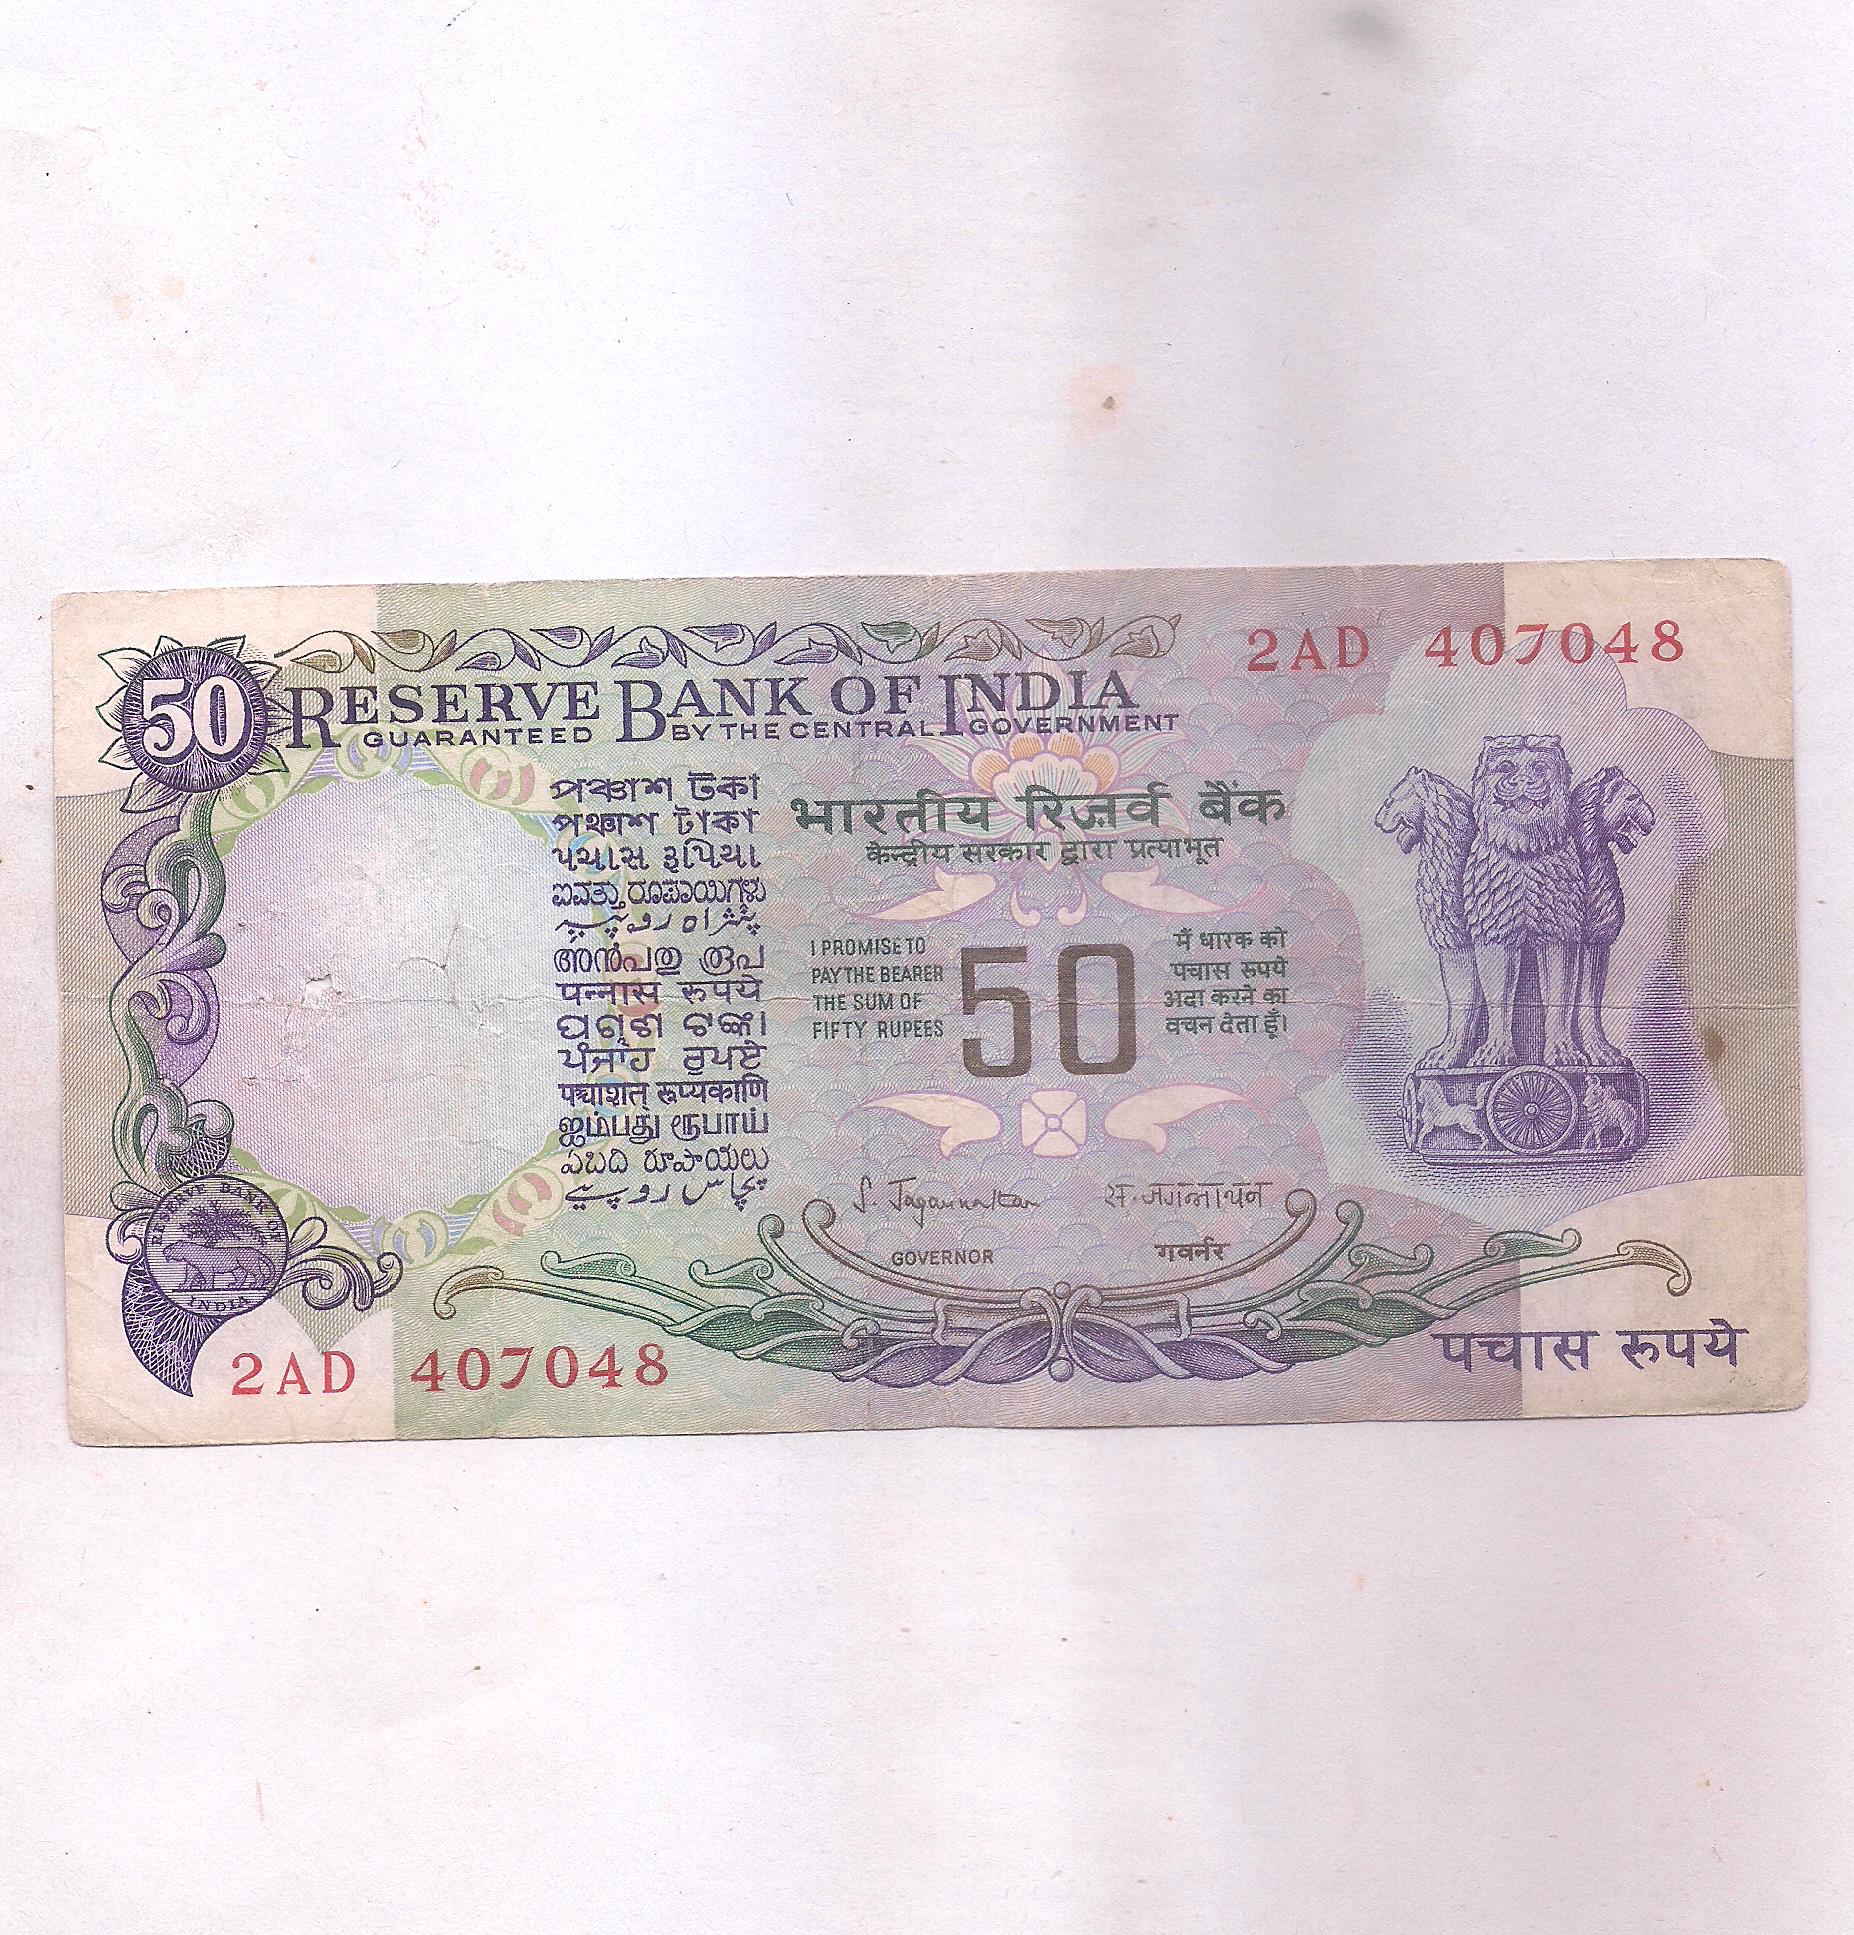 2AD 407048
50 RESERVE BANK OF INDIA
GUARANTEED BY THE CENTRAL GOVERNMENT
পঞ্চাশ টকা
পঞ্চাশ টাকা
પચાસ રૂપિયા
ಐವತ್ತು ರೂಪಾಯಿಗಳು
پَنٛژاہ روپیہِ
അൻപതു രൂപ
पन्नास रुपये
ପଚାଶ ଟଙ୍କା
ਪੰਜਾਹ ਰੁਪਏ
पञ्चाशत् रूप्यकाणि
ஐம்பது ரூபாய்
ఏబది రూపాయలు
پچاس روپیے
भारतीय रिज़र्व बैंक
केन्द्रीय सरकार द्वारा प्रत्याभूत
I PROMISE TO
PAY THE BEARER
THE SUM OF
FIFTY RUPEES
50
मैं धारक को
पचास रुपये
अदा करने का
वचन देता हूँ।
S. Jagannathan
स. जगन्नाथन
GOVERNOR
गवर्नर
RESERVE BANK OF
INDIA
2AD 407048
पचास रुपये